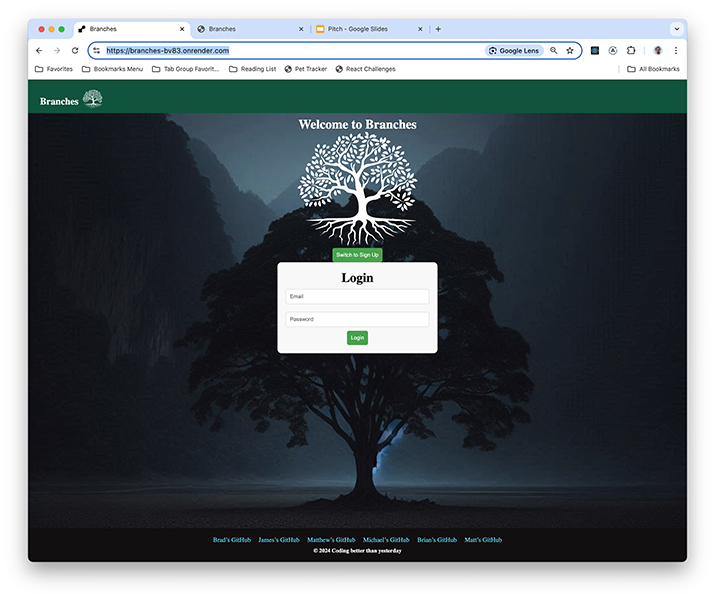 Branches
Branches
Pitch - Google Slides
https://branches-bv83.onrender.com
Google Lens
Favorites
Bookmarks Menu
Tab Group Favorit...
Reading List
Pet Tracker
React Challenges
All Bookmarks
Branches
Welcome to Branches
Switch to Sign Up
Login
Email
Password
Login
Brad's GitHub James's GitHub Matthew's GitHub Michael's GitHub Brian's GitHub Matt's GitHub
© 2024 Coding better than yesterday